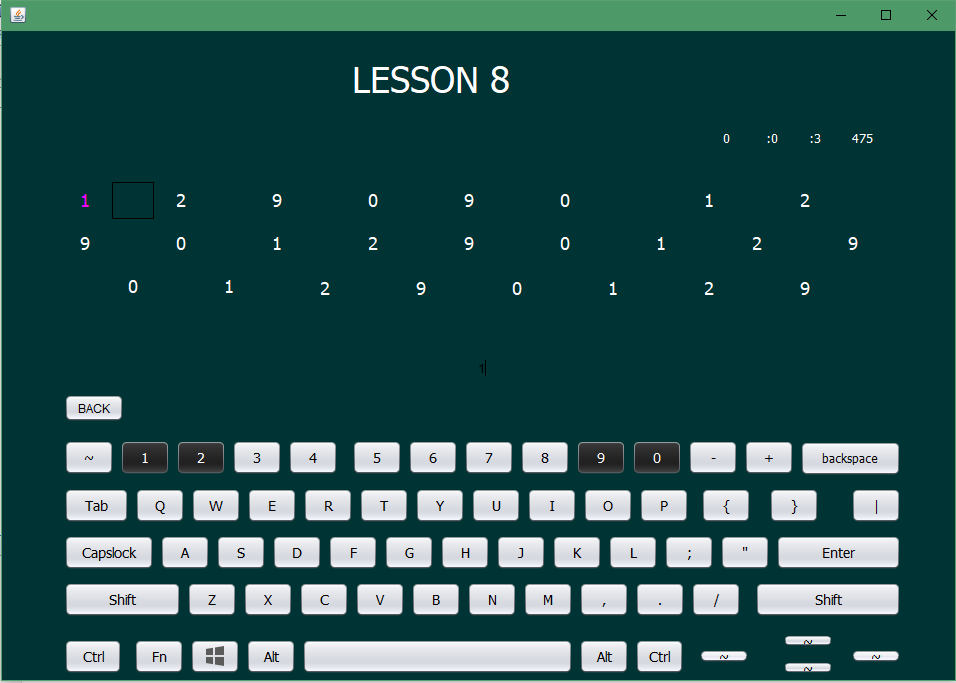 LESSON 8
0 :0 :3 475
1 2 9 0 9 0 1 2
9 0 1 2 9 0 1 2 9
0 1 2 9 0 1 2 9
1
BACK
~ 1 2 3 4 5 6 7 8 9 0 - + backspace
Tab Q W E R T Y U I O P { } |
Capslock A S D F G H J K L ; " Enter
Shift Z X C V B N M , . / Shift
~
Ctrl Fn Alt Alt Ctrl ~ ~
~